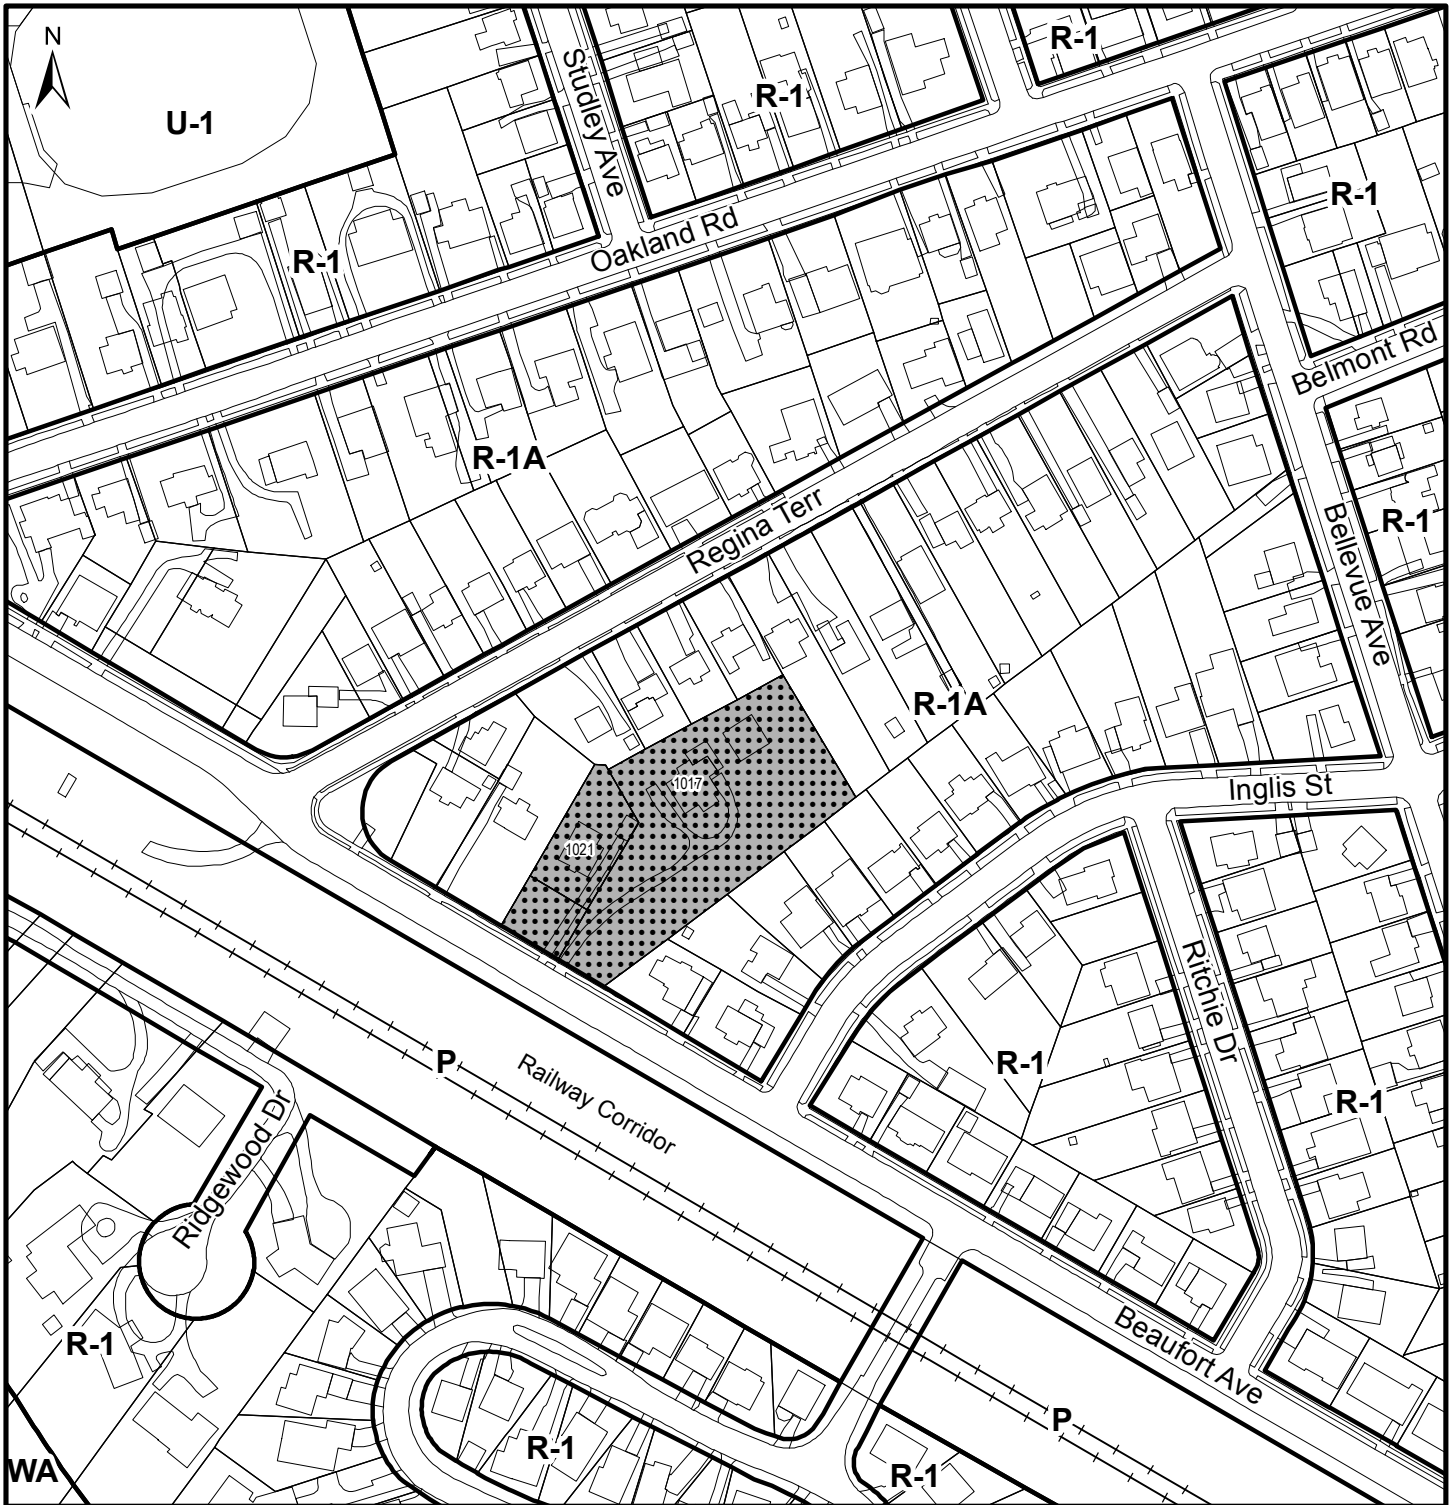 N
R-1
U-1
Studley Ave
R-1
R-1
Oakland Rd
R-1
Belmont Rd
R-1A
Regina Terr
R-1
Bellevue Ave
R-1A
1017
Inglis St
1021
Ritchie Dr
P
Railway Corridor
R-1
R-1
Ridgewood Dr
R-1
Beaufort Ave
P
R-1
WA
R-1